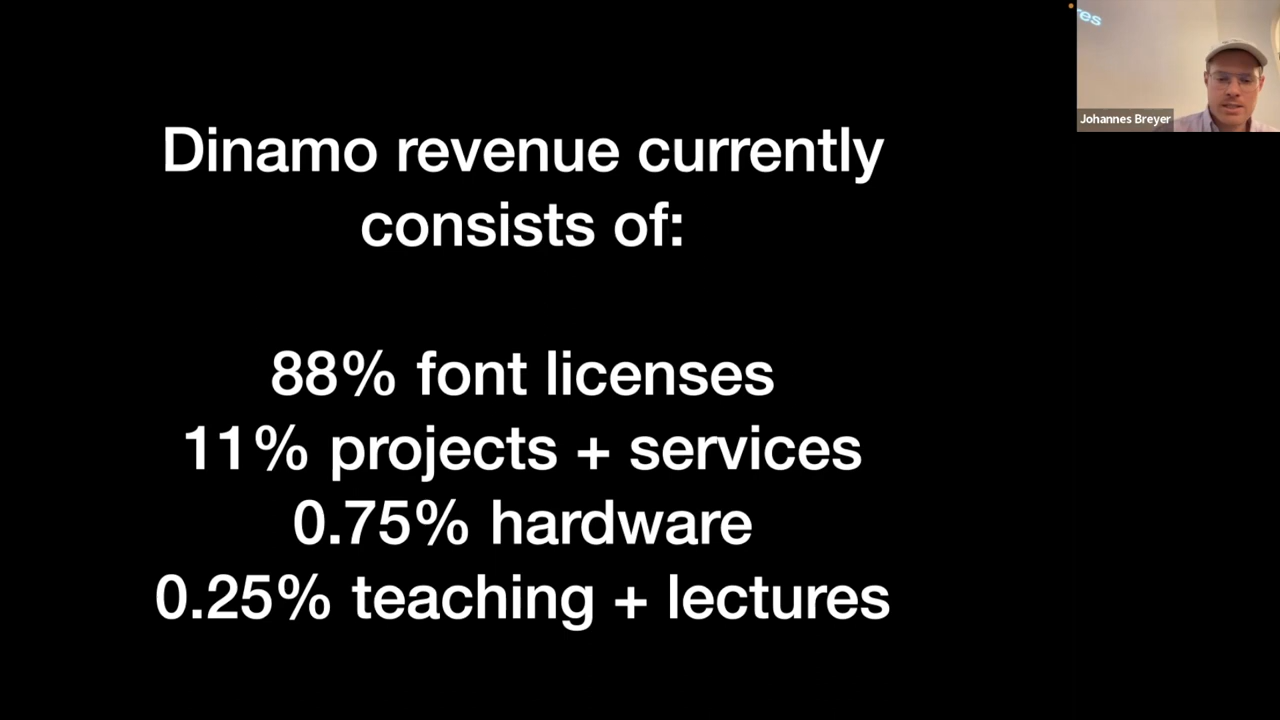 Dinamo revenue currently
consists of:
88% font licenses
11% projects + services
0.75% hardware
0.25% teaching + lectures
Johannes Breyer